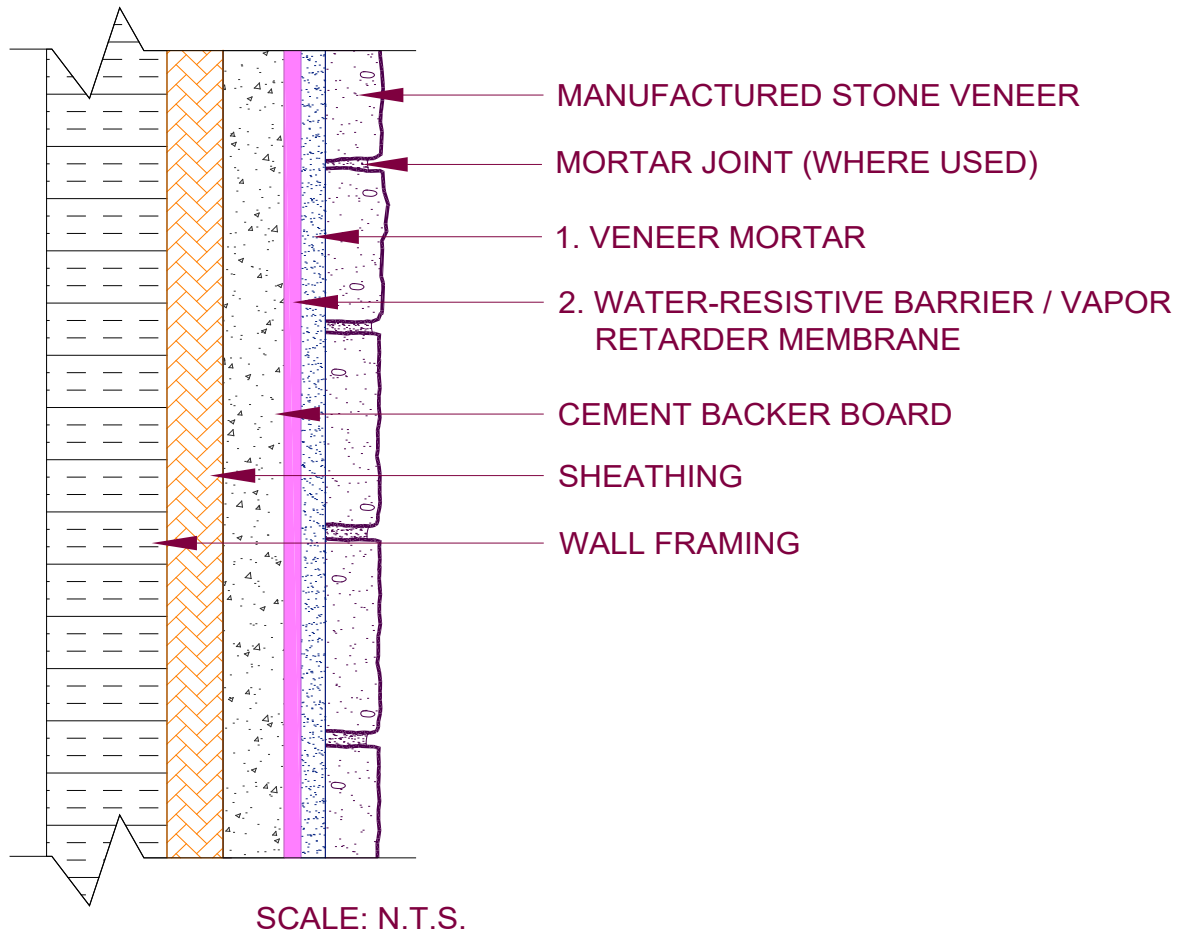 MANUFACTURED STONE VENEER
MORTAR JOINT (WHERE USED)
1. VENEER MORTAR
2. WATER-RESISTIVE BARRIER / VAPOR
RETARDER MEMBRANE
CEMENT BACKER BOARD
SHEATHING
WALL FRAMING
SCALE: N.T.S.